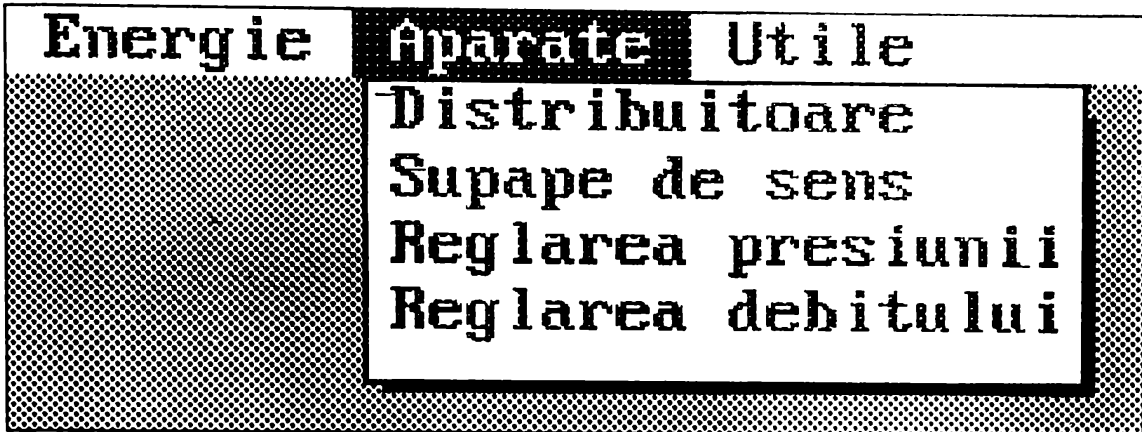 Energie Aparate Utile
Distribuitoare
Supape de sens
Reglarea presiunii
Reglarea debitului